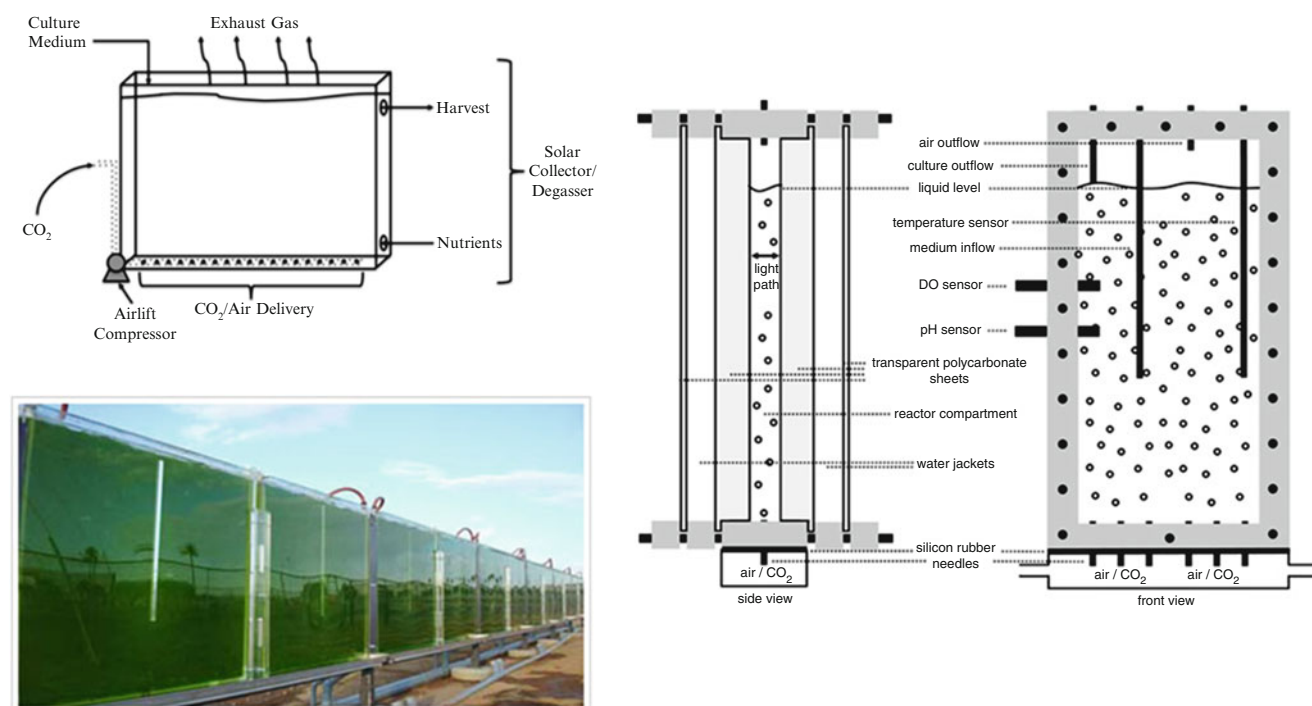 Culture
Medium
Exhaust Gas
Harvest
Solar
Collector/
Degasser
CO₂
Nutrients
CO₂/Air Delivery
Airlift
Compressor
air outflow
culture outflow
liquid level
temperature sensor
medium inflow
light
path
DO sensor
pH sensor
transparent polycarbonate
sheets
reactor compartment
water jackets
silicon rubber
needles
air / CO₂
side view
air / CO₂ air / CO₂
front view